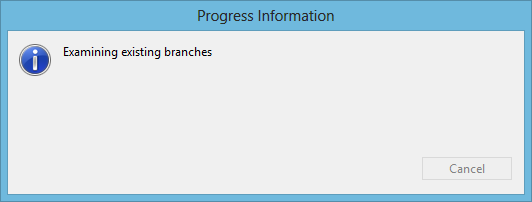 Progress Information
Examining existing branches
Cancel